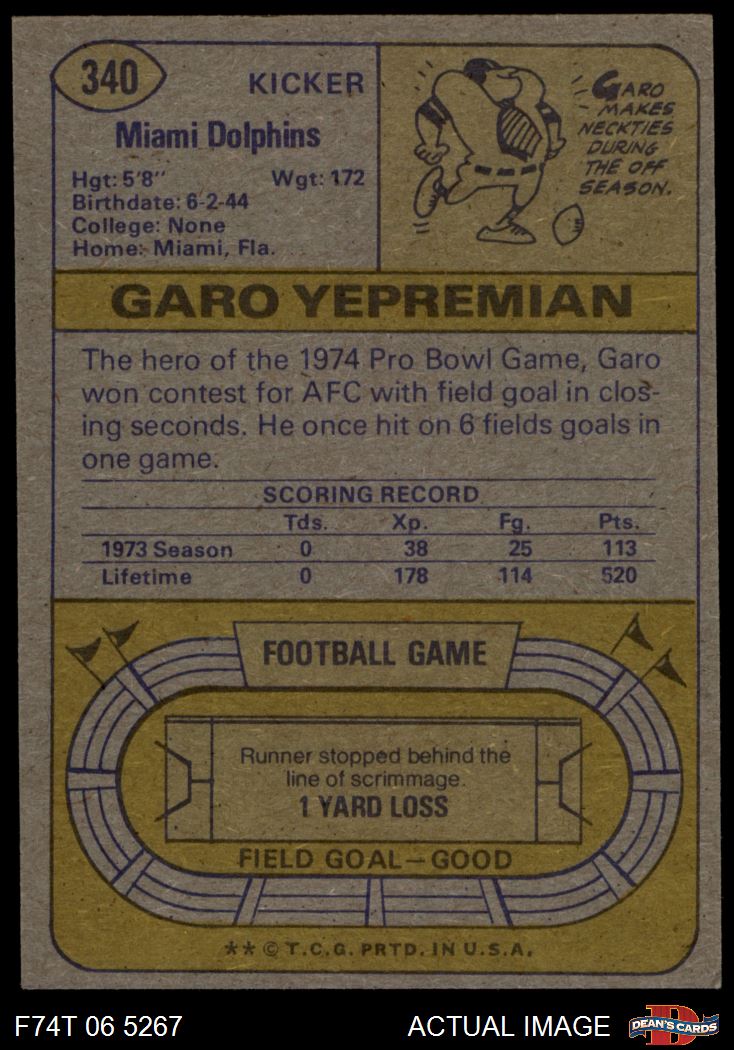 340
KICKER
Miami Dolphins
Hgt: 5'8" Wgt: 172
Birthdate: 6-2-44
College: None
Home: Miami, Fla.
GARO
MAKES
NECKTIES
DURING
THE OFF
SEASON.
GARO YEPREMIAN
The hero of the 1974 Pro Bowl Game, Garo
won contest for AFC with field goal in clos-
ing seconds. He once hit on 6 fields goals in
one game.
SCORING RECORD
Tds. Xp. Fg. Pts.
1973 Season 0 38 25 113
Lifetime 0 178 114 520
FOOTBALL GAME
Runner stopped behind the
line of scrimmage.
1 YARD LOSS
FIELD GOAL—GOOD
** © T.C.G. PRTD. IN U.S.A.
F74T 06 5267
ACTUAL IMAGE
DEAN'S CARDS